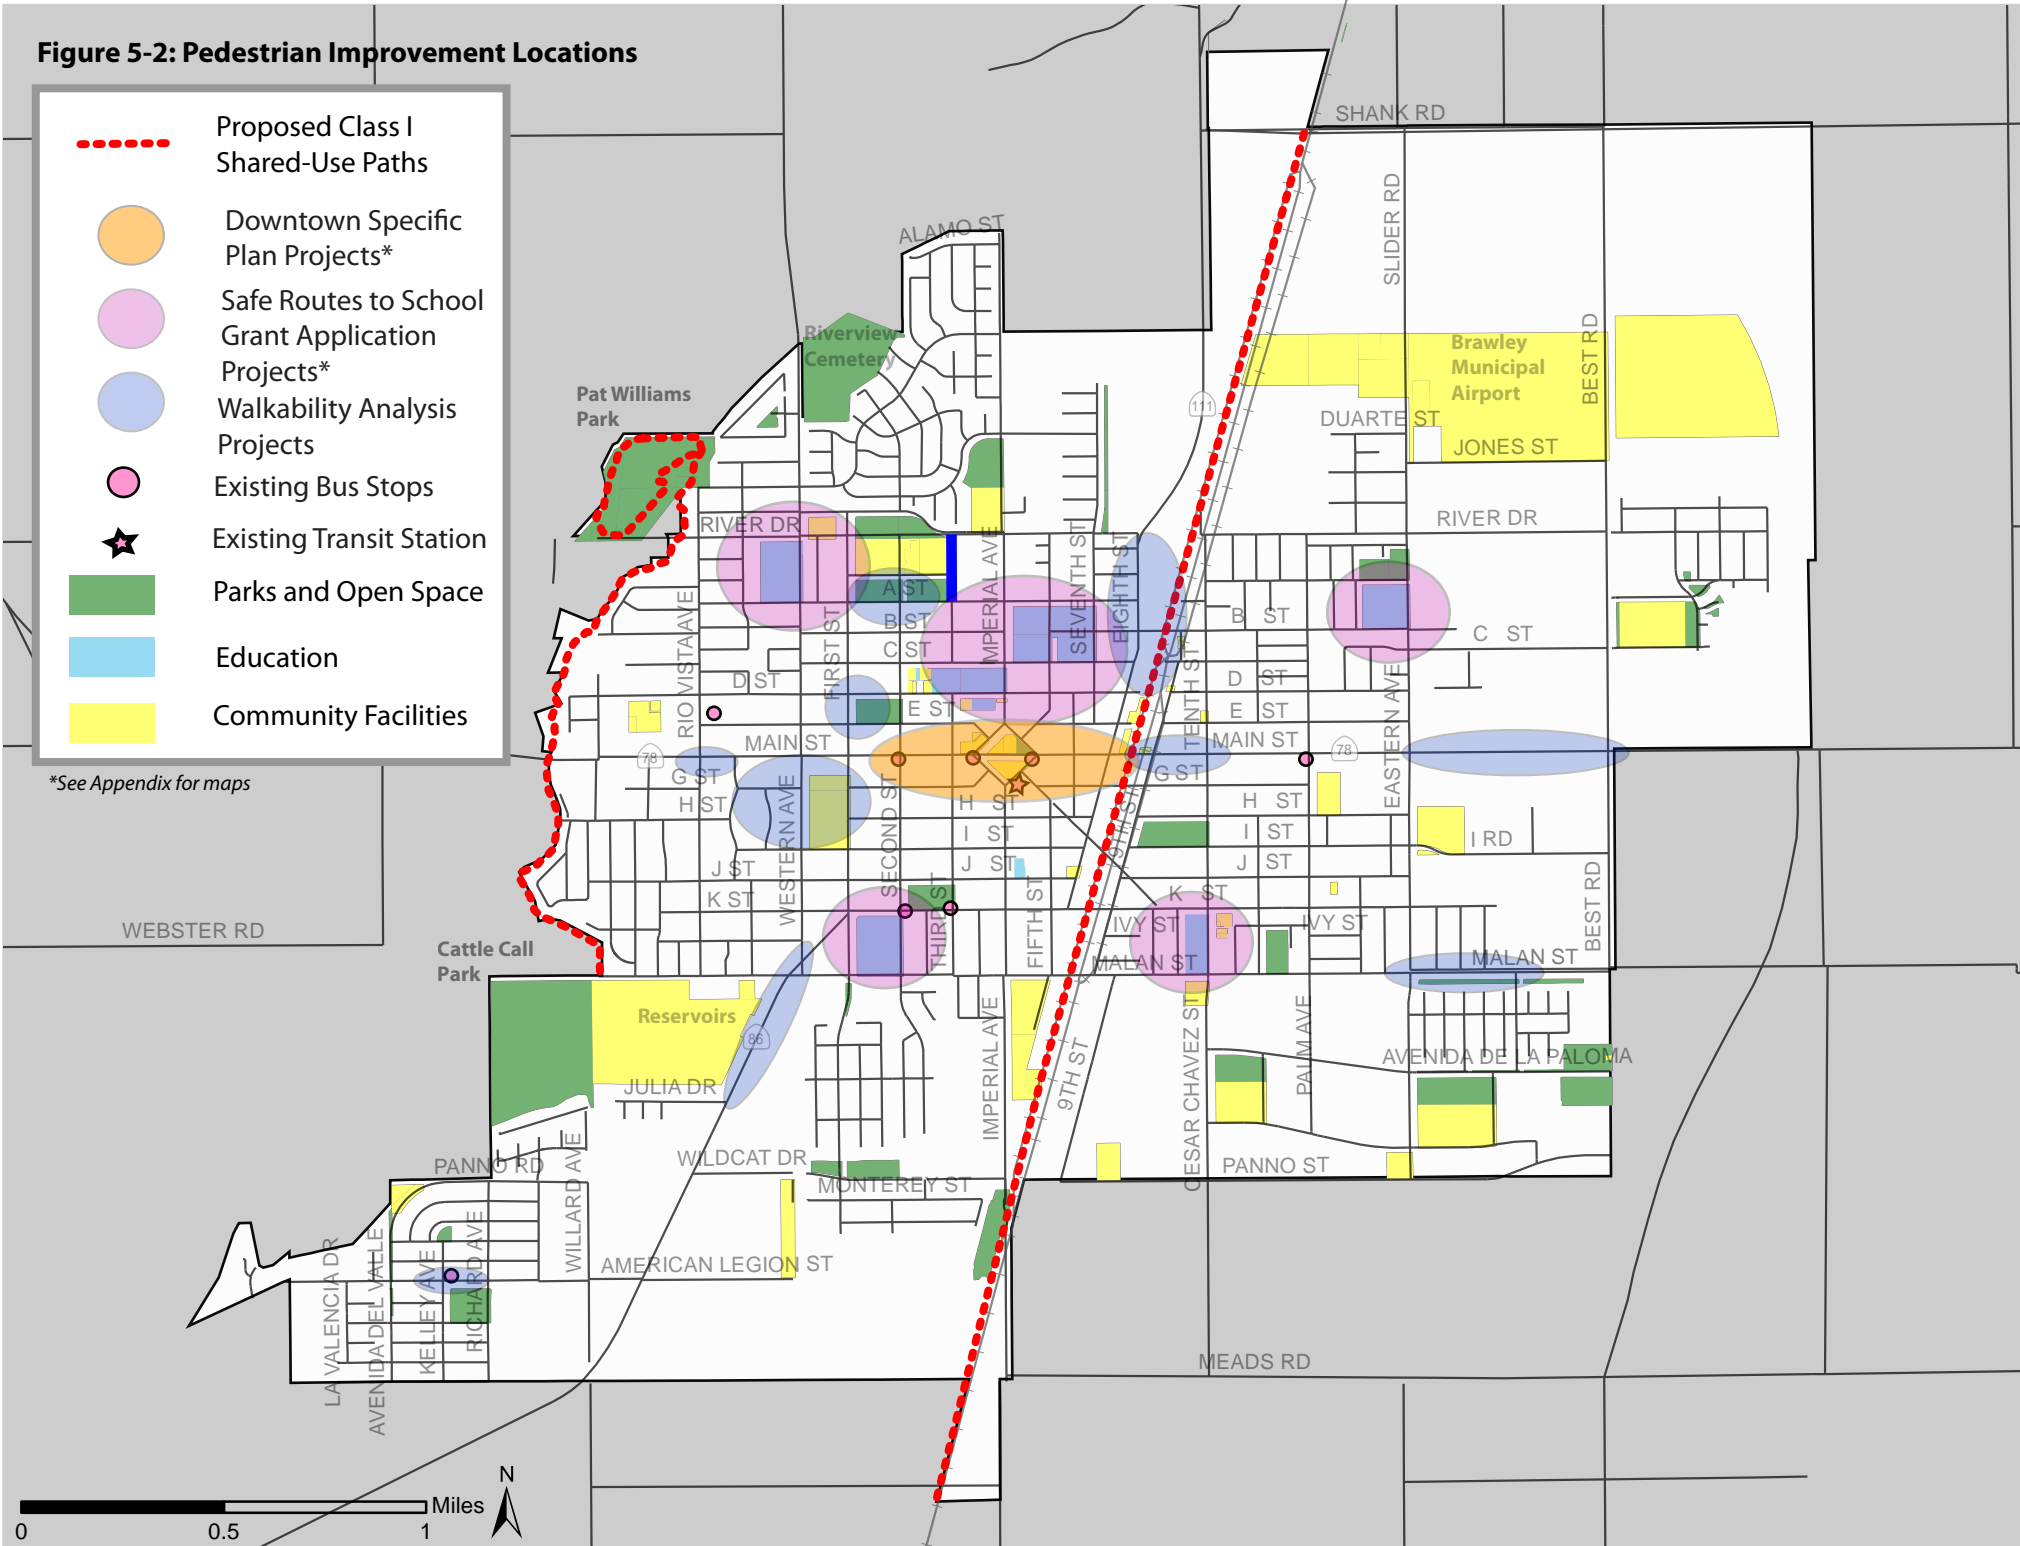 Figure 5-2: Pedestrian Improvement Locations
Proposed Class I
Shared-Use Paths
Downtown Specific
Plan Projects*
Safe Routes to School
Grant Application
Projects*
Walkability Analysis
Projects
Existing Bus Stops
Existing Transit Station
Parks and Open Space
Education
Community Facilities
*See Appendix for maps
SHANK RD
SLIDER RD
ALAMO ST
Riverview
Cemetery
Pat Williams
Park
Brawley
Municipal
Airport
BEST RD
111
DUARTE ST
JONES ST
RIVER DR
RIVER DR
IMPERIAL AVE
SEVENTH ST
EIGHTH ST
A ST
B ST
C ST
RIO VISTA AVE
FIRST ST
D ST
E ST
B ST
C ST
D ST
E ST
TENTH ST
EASTERN AVE
MAIN ST
78
G ST
H ST
MAIN ST
78
G ST
H ST
H ST
WESTERN AVE
SECOND ST
I ST
I ST
I RD
9TH ST
J ST
J ST
J ST
K ST
K ST
THIRD ST
FIFTH ST
IVY ST
IVY ST
BEST RD
WEBSTER RD
Cattle Call
Park
MALAN ST
MALAN ST
Reservoirs
86
IMPERIAL AVE
9TH ST
CESAR CHAVEZ ST
PALM AVE
AVENIDA DE LA PALOMA
JULIA DR
WILLARD AVE
PANNO RD
WILDCAT DR
MONTEREY ST
PANNO ST
LA VALENCIA DR
AVENIDA DEL VALLE
KELLEY AVE
RICHARD AVE
AMERICAN LEGION ST
MEADS RD
N
Miles
0
0.5
1